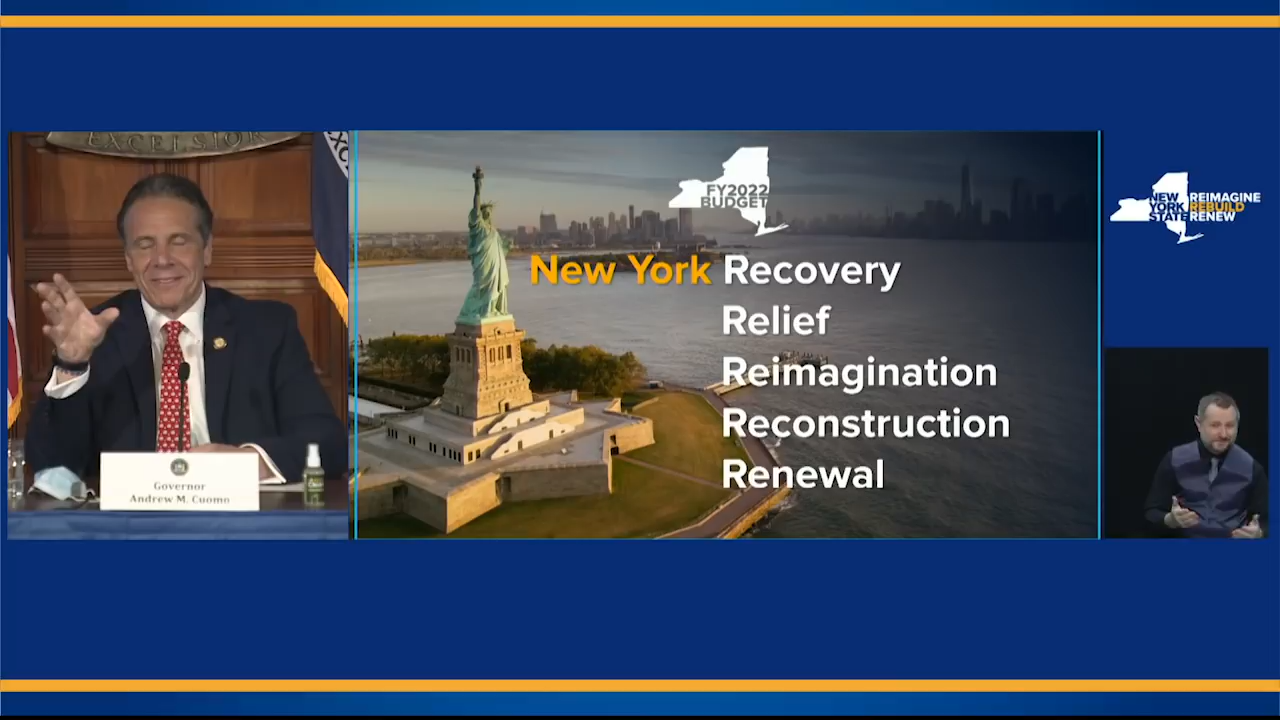 EXCELSIOR
EXC
Governor
Andrew M. Cuomo
FY2022
BUDGET
New York Recovery
Relief
Reimagination
Reconstruction
Renewal
NEW
YORK
STATE
REIMAGINE
REBUILD
RENEW